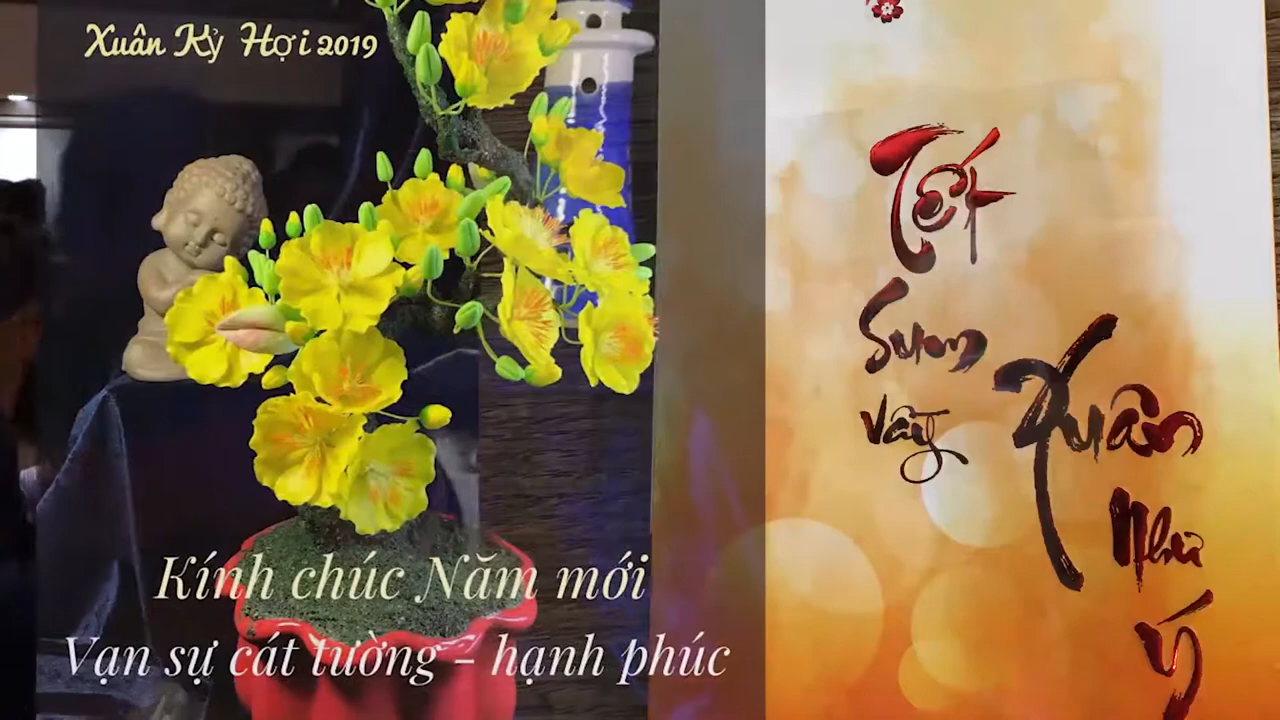 Xuân Kỷ Hợi 2019
Kính chúc Năm mới
Vạn sự cát tường - hạnh phúc
Tết
Sum
vầy
Xuân
Như
Ý